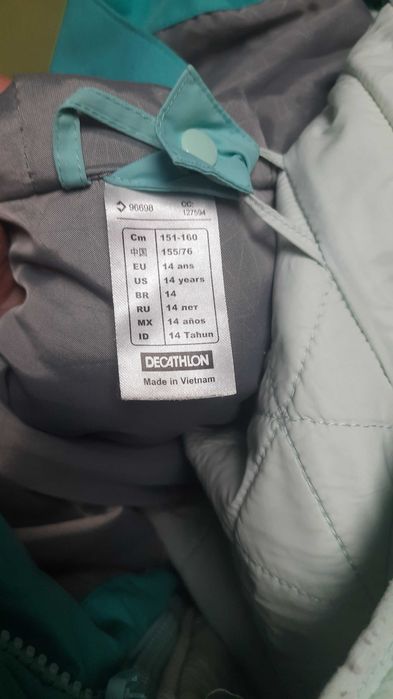 96698 CC:
127594
Cm 151-160
中国 155/76
EU 14 ans
US 14 years
BR 14
RU 14 лет
MX 14 años
ID 14 Tahun
DECATHLON
Made in Vietnam